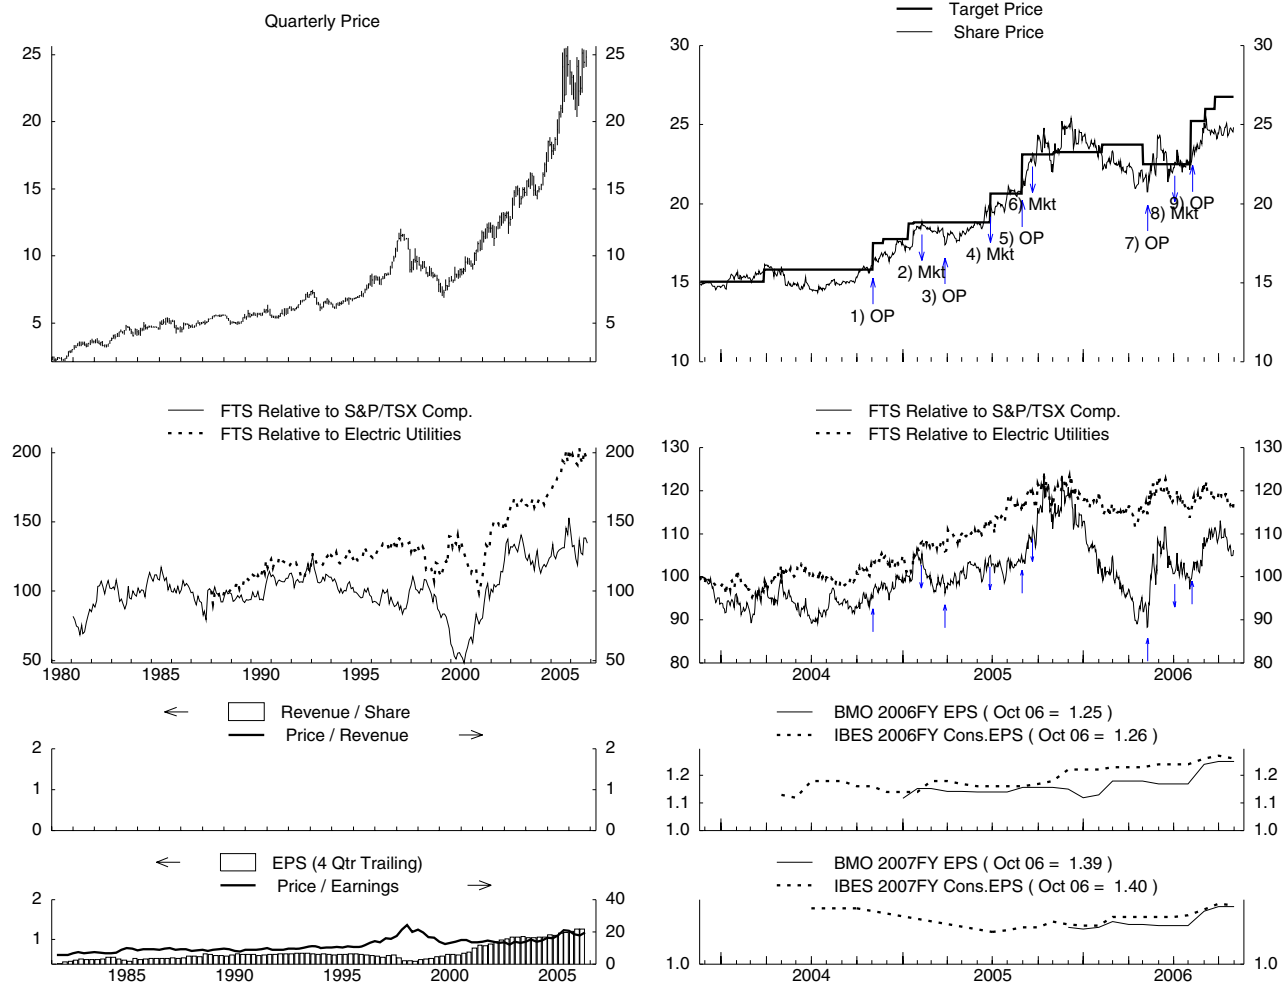 Quarterly Price
25 25
20 20
15 15
10 10
5 5
Target Price
Share Price
30 30
25 25
20 20
15 15
10 10
1) OP
2) Mkt
3) OP
4) Mkt
5) OP
6) Mkt
7) OP
8) Mkt
9) OP
FTS Relative to S&P/TSX Comp.
FTS Relative to Electric Utilities
200 200
150 150
100 100
50 50
1980 1985 1990 1995 2000 2005
FTS Relative to S&P/TSX Comp.
FTS Relative to Electric Utilities
130 130
120 120
110 110
100 100
90 90
80 80
2004 2005 2006
Revenue / Share
Price / Revenue
2 2
1 1
0 0
BMO 2006FY EPS ( Oct 06 = 1.25 )
IBES 2006FY Cons.EPS ( Oct 06 = 1.26 )
1.2 1.2
1.1 1.1
1.0 1.0
EPS (4 Qtr Trailing)
Price / Earnings
2 40
1 20
0 0
1985 1990 1995 2000 2005
BMO 2007FY EPS ( Oct 06 = 1.39 )
IBES 2007FY Cons.EPS ( Oct 06 = 1.40 )
1.0 1.0
2004 2005 2006